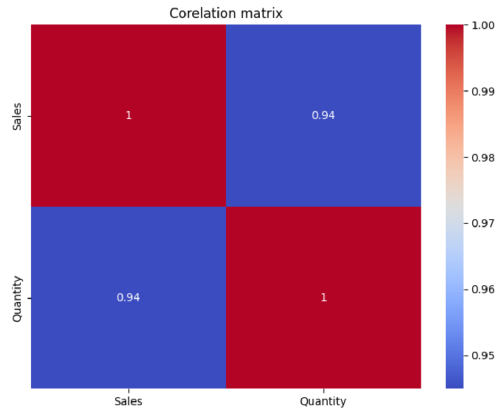 Corelation matrix
Sales
1
0.94
Quantity
0.94
1
Sales
Quantity
1.00
0.99
0.98
0.97
0.96
0.95